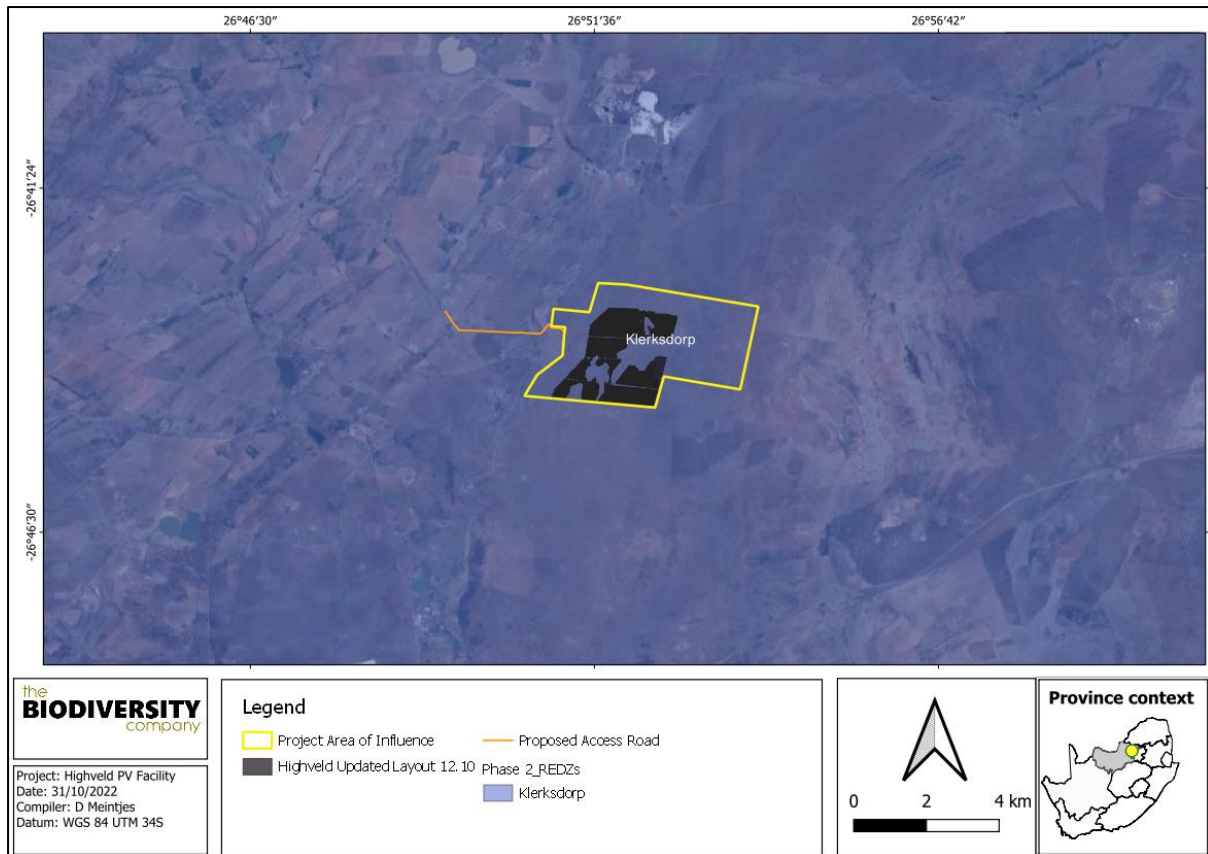 26°46′30″ 26°51′36″ 26°56′42″
-26°41′24″
-26°46′30″
Klerksdorp
the
BIODIVERSITY
company
Project: Highveld PV Facility
Date: 31/10/2022
Compiler: D Meintjes
Datum: WGS 84 UTM 34S
Legend
Project Area of Influence
Highveld Updated Layout 12.10
Proposed Access Road
Phase 2_REDZs
Klerksdorp
0 2 4 km
Province context